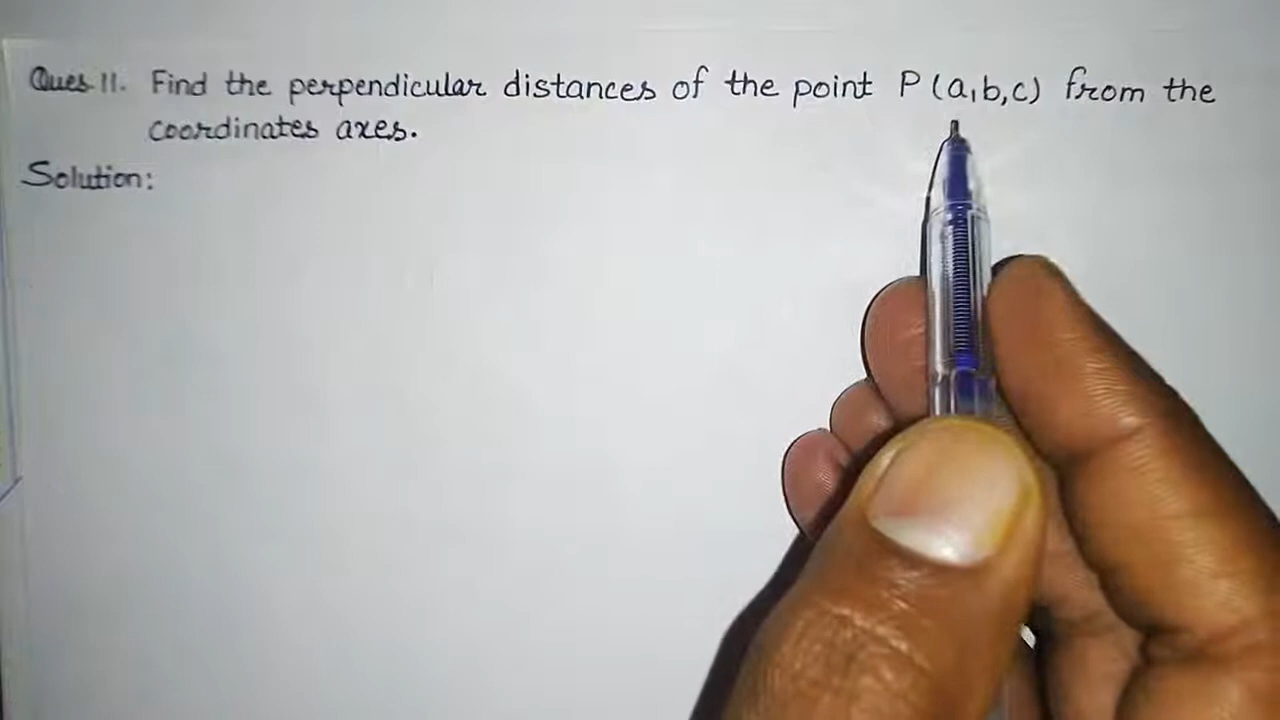 Ques 11. Find the perpendicular distances of the point P (a,b,c) from the
coordinates axes.
Solution: